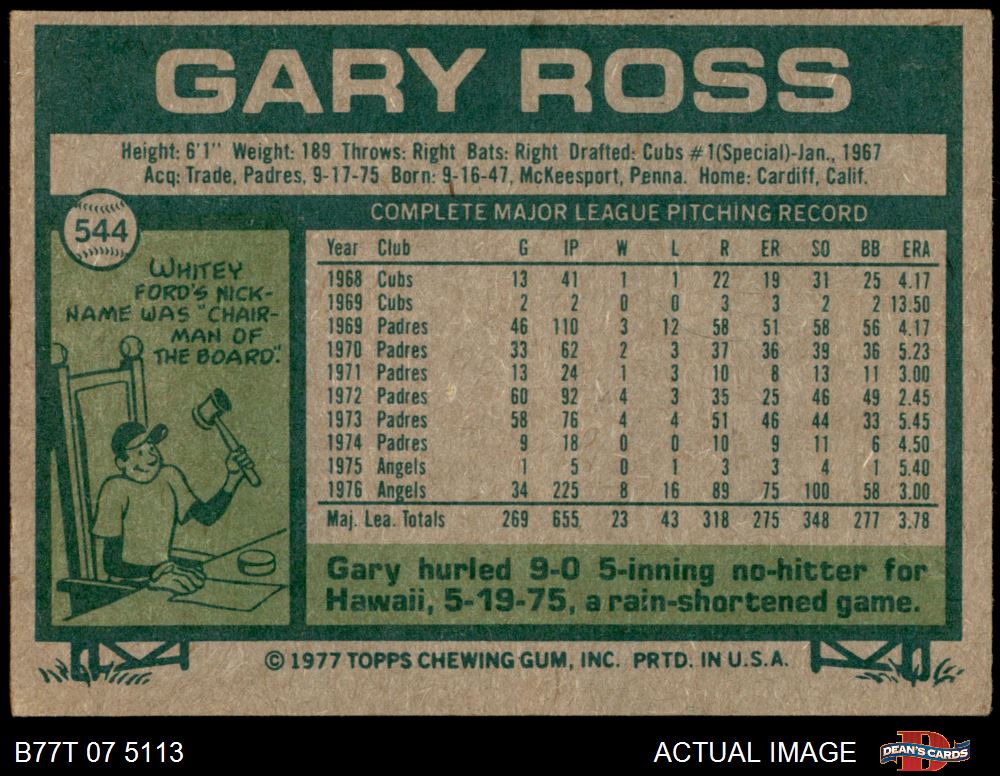 GARY ROSS
Height: 6'1" Weight: 189 Throws: Right Bats: Right Drafted: Cubs #1(Special)-Jan., 1967
Acq: Trade, Padres, 9-17-75 Born: 9-16-47, McKeesport, Penna. Home: Cardiff, Calif.
544
WHITEY
FORD'S NICK-
NAME WAS "CHAIR-
MAN OF
THE BOARD".
COMPLETE MAJOR LEAGUE PITCHING RECORD
Year Club G IP W L R ER SO BB ERA
1968 Cubs 13 41 1 1 22 19 31 25 4.17
1969 Cubs 2 2 0 0 3 3 2 2 13.50
1969 Padres 46 110 3 12 58 51 58 56 4.17
1970 Padres 33 62 2 3 37 36 39 36 5.23
1971 Padres 13 24 1 3 10 8 13 11 3.00
1972 Padres 60 92 4 3 35 25 46 49 2.45
1973 Padres 58 76 4 4 51 46 44 33 5.45
1974 Padres 9 18 0 0 10 9 11 6 4.50
1975 Angels 1 5 0 1 3 3 4 1 5.40
1976 Angels 34 225 8 16 89 75 100 58 3.00
Maj. Lea. Totals 269 655 23 43 318 275 348 277 3.78
Gary hurled 9-0 5-inning no-hitter for
Hawaii, 5-19-75, a rain-shortened game.
© 1977 TOPPS CHEWING GUM, INC. PRTD. IN U.S.A.
B77T 07 5113
ACTUAL IMAGE
DEAN'S CARDS